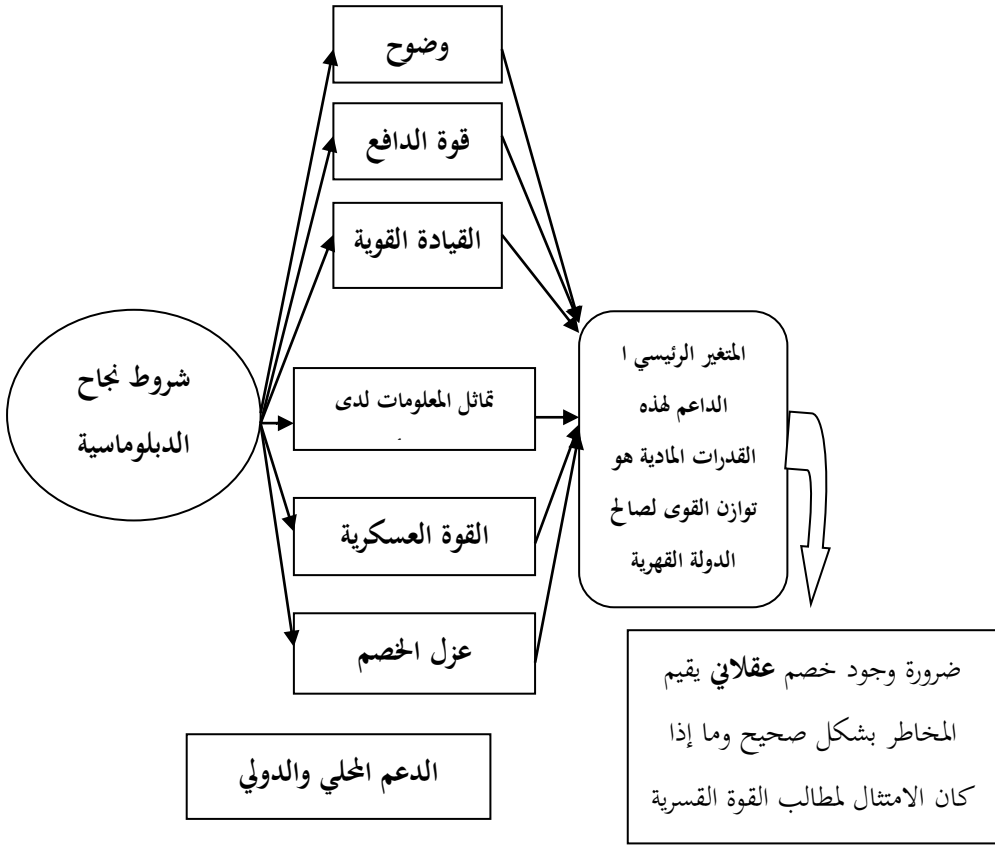 وضوح
قوة الدافع
القيادة القوية
شروط نجاح
الدبلوماسية
تماثل المعلومات لدى
القوة العسكرية
عزل الخصم
الدعم المحلي والدولي
المتغير الرئيسي ا
الداعم لهذه
القدرات المادية هو
توازن القوى لصالح
الدولة القهرية
ضرورة وجود خصم عقلاني يقيم
المخاطر بشكل صحيح وما إذا
كان الامتثال لمطالب القوة القسرية